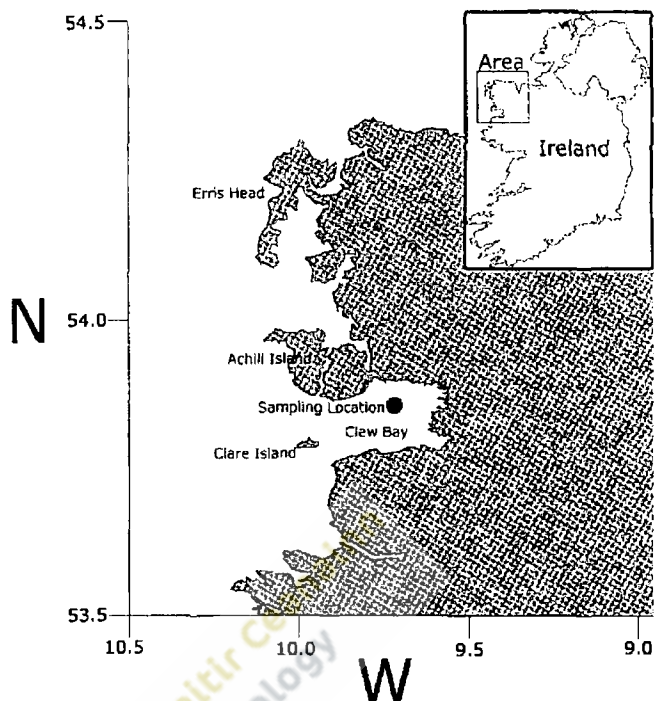 54.5
Area
Ireland
Erris Head
N
54.0
Achill Island
Sampling Location
Clew Bay
Clare Island
53.5
10.5 10.0 9.5 9.0
W